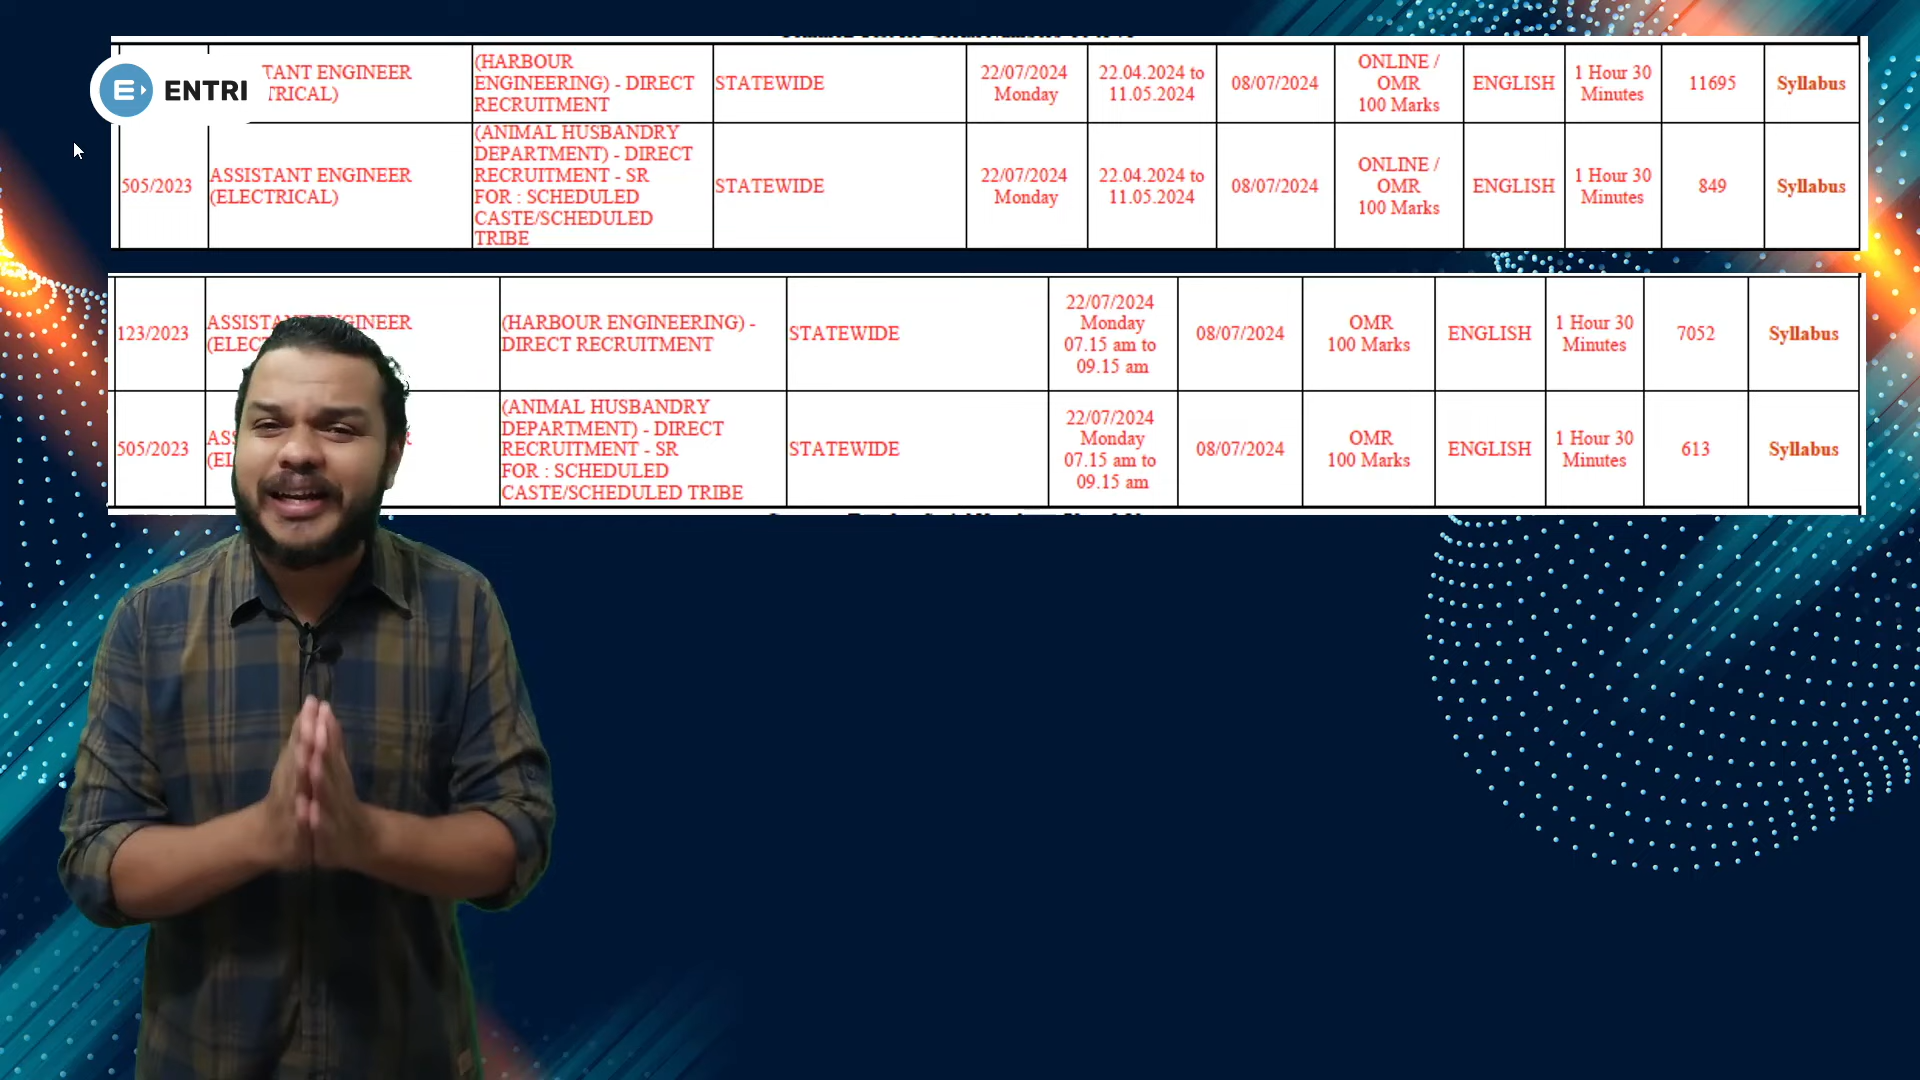 ENTRI
TANT ENGINEER
TRICAL)
(HARBOUR
ENGINEERING) - DIRECT
RECRUITMENT
STATEWIDE
22/07/2024
Monday
22.04.2024 to
11.05.2024
08/07/2024
ONLINE /
OMR
100 Marks
ENGLISH
1 Hour 30
Minutes
11695
Syllabus
505/2023
ASSISTANT ENGINEER
(ELECTRICAL)
(ANIMAL HUSBANDRY
DEPARTMENT) - DIRECT
RECRUITMENT - SR
FOR : SCHEDULED
CASTE/SCHEDULED
TRIBE
STATEWIDE
22/07/2024
Monday
22.04.2024 to
11.05.2024
08/07/2024
ONLINE /
OMR
100 Marks
ENGLISH
1 Hour 30
Minutes
849
Syllabus
123/2023
ASSISTA GINEER
(ELEC
(HARBOUR ENGINEERING) -
DIRECT RECRUITMENT
STATEWIDE
22/07/2024
Monday
07.15 am to
09.15 am
08/07/2024
OMR
100 Marks
ENGLISH
1 Hour 30
Minutes
7052
Syllabus
505/2023
ASS R
(EL
(ANIMAL HUSBANDRY
DEPARTMENT) - DIRECT
RECRUITMENT - SR
FOR : SCHEDULED
CASTE/SCHEDULED TRIBE
STATEWIDE
22/07/2024
Monday
07.15 am to
09.15 am
08/07/2024
OMR
100 Marks
ENGLISH
1 Hour 30
Minutes
613
Syllabus